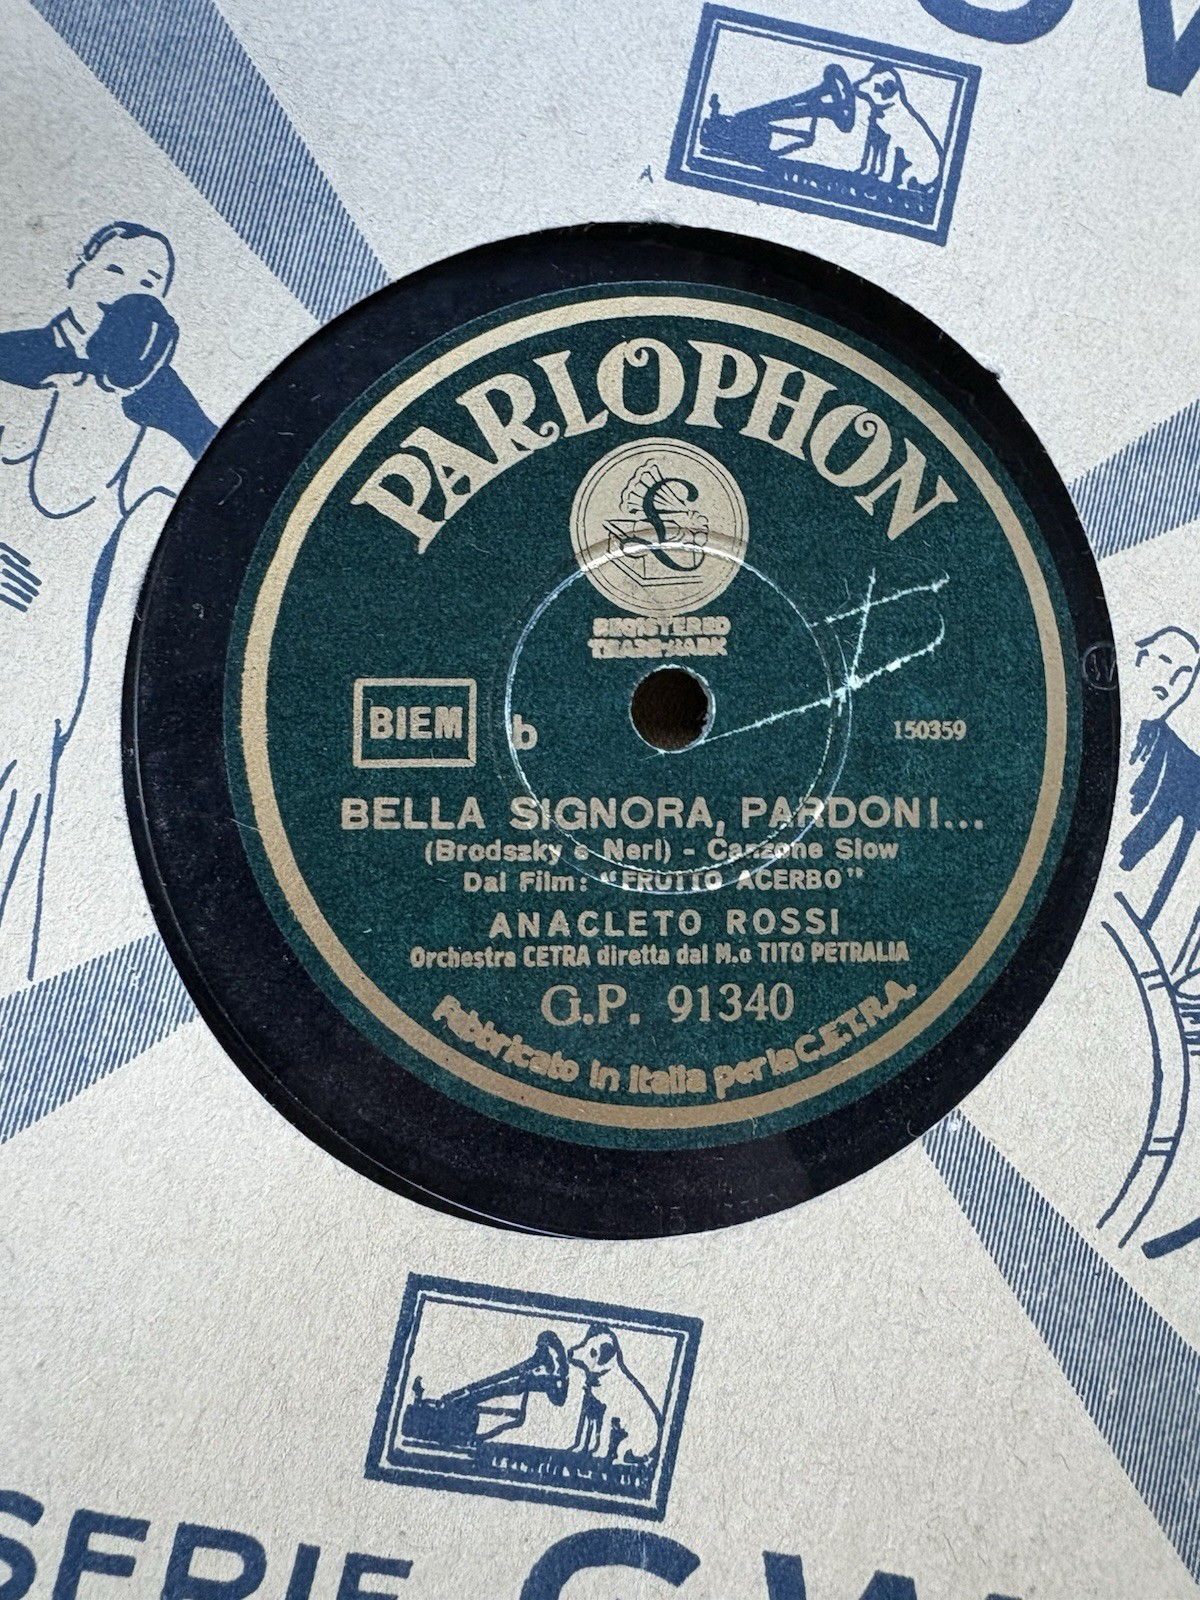 PARLOPHON
£
REGISTERED
TRADE-MARK
BIEM
b
150359
BELLA SIGNORA, PARDONI...
(Brodszky e Neri) - Canzone Slow
Dal Film: "FRUTTO ACERBO"
ANACLETO ROSSI
Orchestra CETRA diretta dal M.o TITO PETRALIA
G.P. 91340
Fabbricato in Italia per la C.E.T.R.A.
SERIE